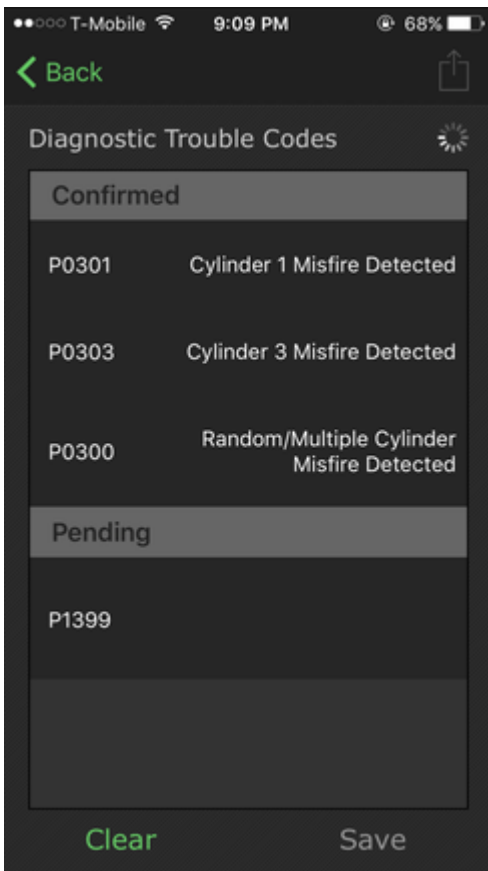 T-Mobile 9:09 PM 68%
Back
Diagnostic Trouble Codes
Confirmed
P0301 Cylinder 1 Misfire Detected
P0303 Cylinder 3 Misfire Detected
P0300 Random/Multiple Cylinder
Misfire Detected
Pending
P1399
Clear Save